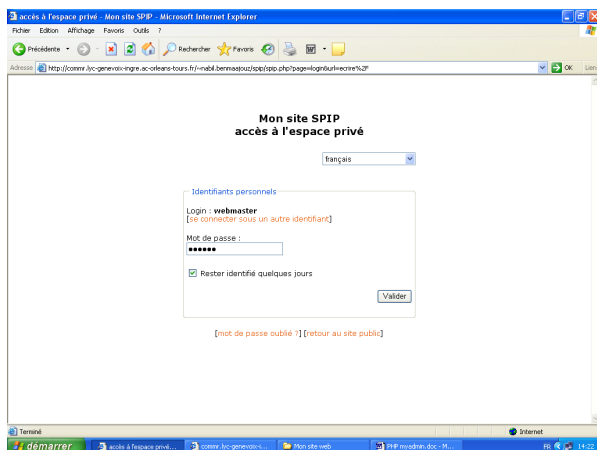 accès à l'espace privé - Mon site SPIP - Microsoft Internet Explorer
Fichier Edition Affichage Favoris Outils ?
Précédente Rechercher Favoris
Adresse http://commr.lyc-genevoix-ingre.ac-orleans-tours.fr/~nabil.benmaajouz/spip/spip.php?page=login&url=ecrire%2F OK Liens
Mon site SPIP
accès à l'espace privé
français
Identifiants personnels
Login : webmaster
[se connecter sous un autre identifiant]
Mot de passe :
●●●●●●
Rester identifié quelques jours
Valider
[mot de passe oublié ?] [retour au site public]
Terminé Internet
démarrer accès à l'espace privé... commr.lyc-genevoix-i... Mon site web PHP myadmin.doc - M... FR 14:22